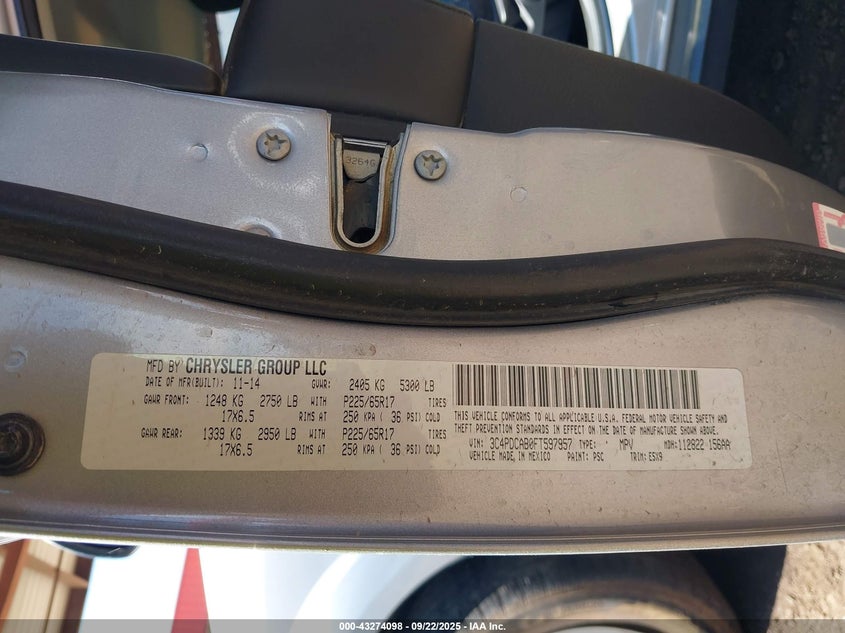 3264G
MFD BY CHRYSLER GROUP LLC
DATE OF MFR(BUILT): 11-14 GVWR: 2405 KG 5300 LB
GAWR FRONT: 1248 KG 2750 LB WITH P225/65R17 TIRES
17X6.5 RIMS AT 250 KPA ( 36 PSI) COLD
GAWR REAR: 1339 KG 2950 LB WITH P225/65R17 TIRES
17X6.5 RIMS AT 250 KPA ( 36 PSI) COLD
THIS VEHICLE CONFORMS TO ALL APPLICABLE U.S.A. FEDERAL MOTOR VEHICLE SAFETY AND
THEFT PREVENTION STANDARDS IN EFFECT ON THE DATE OF MANUFACTURE SHOWN ABOVE.
VIN: 3C4PDCAB0FT597957 TYPE: MPV MDH: 112822 156AA
VEHICLE MADE IN MEXICO PAINT: PSC TRIM: E5X9
000-43274098 - 09/22/2025 - IAA Inc.